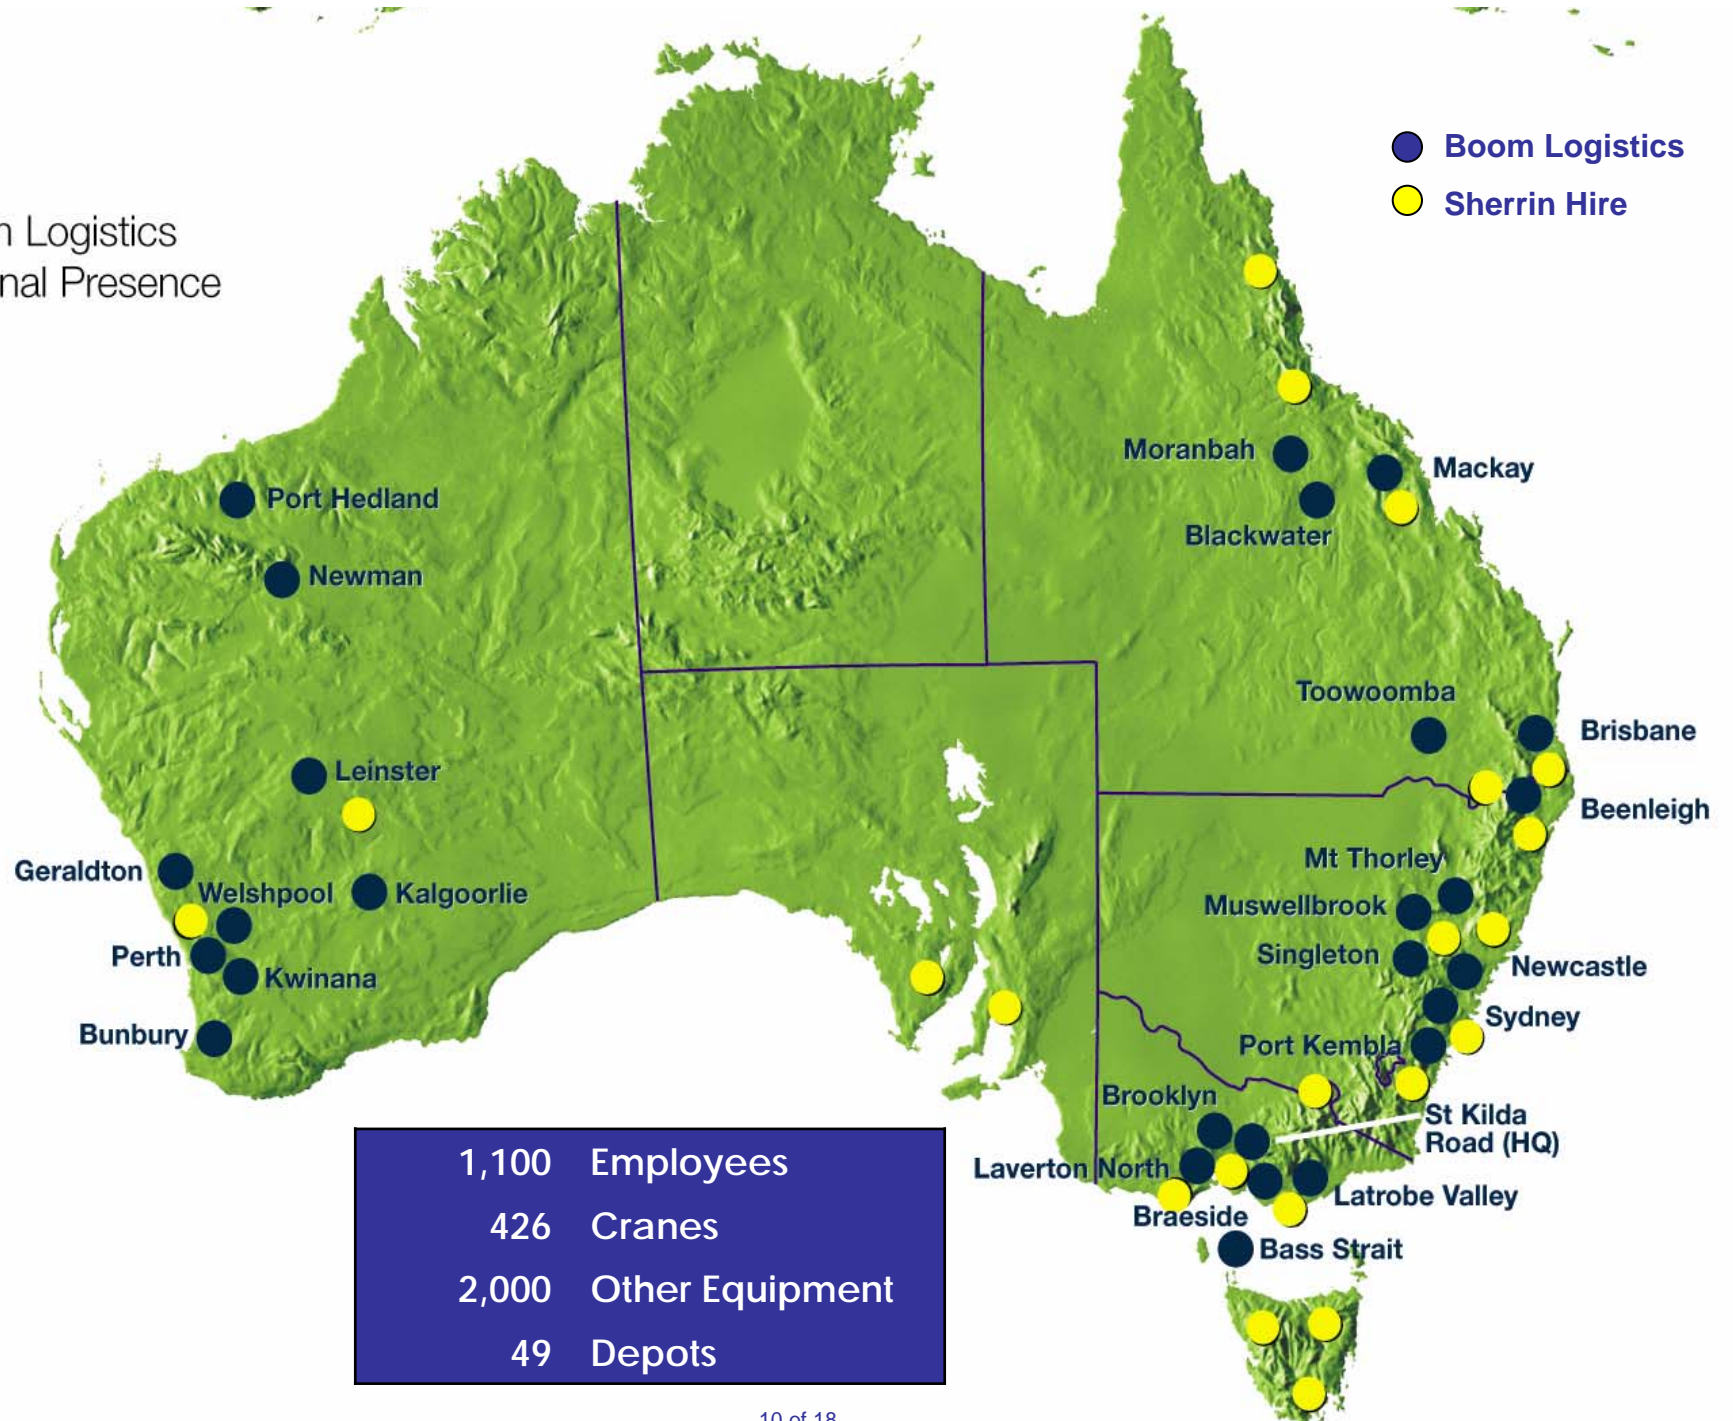 Logistics
Presence
Boom Logistics
Sherrin Hire
Moranbah
Mackay
Blackwater
Port Hedland
Newman
Toowoomba
Brisbane
Beenleigh
Leinster
Geraldton
Welshpool
Kalgoorlie
Perth
Kwinana
Bunbury
Mt Thorley
Muswellbrook
Singleton
Newcastle
Sydney
Port Kembla
Brooklyn
St Kilda
Road (HQ)
Laverton North
Latrobe Valley
Braeside
Bass Strait
1,100 Employees
426 Cranes
2,000 Other Equipment
49 Depots
10 of 18